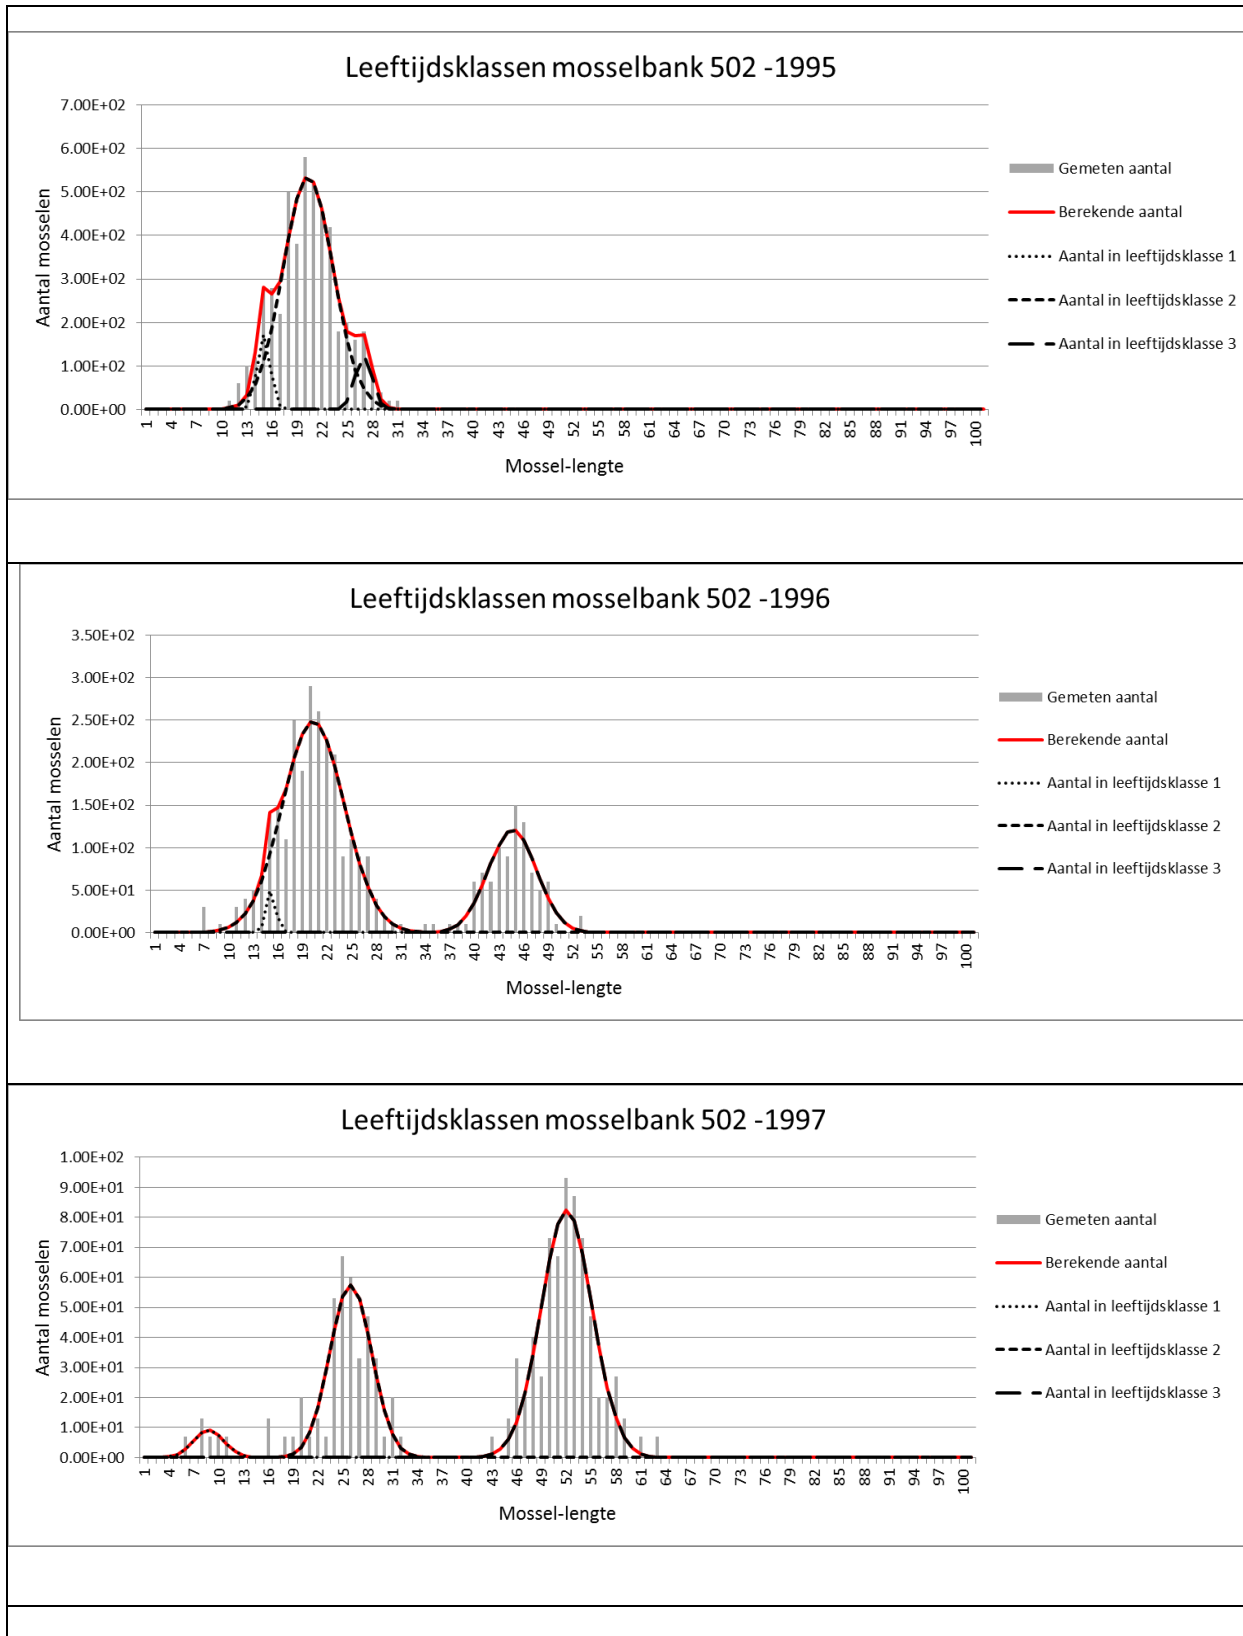 Leeftijdsklassen mosselbank 502 -1995
7.00E+02
6.00E+02
5.00E+02
4.00E+02
3.00E+02
2.00E+02
1.00E+02
0.00E+00
Aantal mosselen
1 4 7 10 13 16 19 22 25 28 31 34 37 40 43 46 49 52 55 58 61 64 67 70 73 76 79 82 85 88 91 94 97 100
Mossel-lengte
Gemeten aantal
Berekende aantal
Aantal in leeftijdsklasse 1
Aantal in leeftijdsklasse 2
Aantal in leeftijdsklasse 3
Leeftijdsklassen mosselbank 502 -1996
3.50E+02
3.00E+02
2.50E+02
2.00E+02
1.50E+02
1.00E+02
5.00E+01
0.00E+00
Aantal mosselen
1 4 7 10 13 16 19 22 25 28 31 34 37 40 43 46 49 52 55 58 61 64 67 70 73 76 79 82 85 88 91 94 97 100
Mossel-lengte
Gemeten aantal
Berekende aantal
Aantal in leeftijdsklasse 1
Aantal in leeftijdsklasse 2
Aantal in leeftijdsklasse 3
Leeftijdsklassen mosselbank 502 -1997
1.00E+02
9.00E+01
8.00E+01
7.00E+01
6.00E+01
5.00E+01
4.00E+01
3.00E+01
2.00E+01
1.00E+01
0.00E+00
Aantal mosselen
1 4 7 10 13 16 19 22 25 28 31 34 37 40 43 46 49 52 55 58 61 64 67 70 73 76 79 82 85 88 91 94 97 100
Mossel-lengte
Gemeten aantal
Berekende aantal
Aantal in leeftijdsklasse 1
Aantal in leeftijdsklasse 2
Aantal in leeftijdsklasse 3